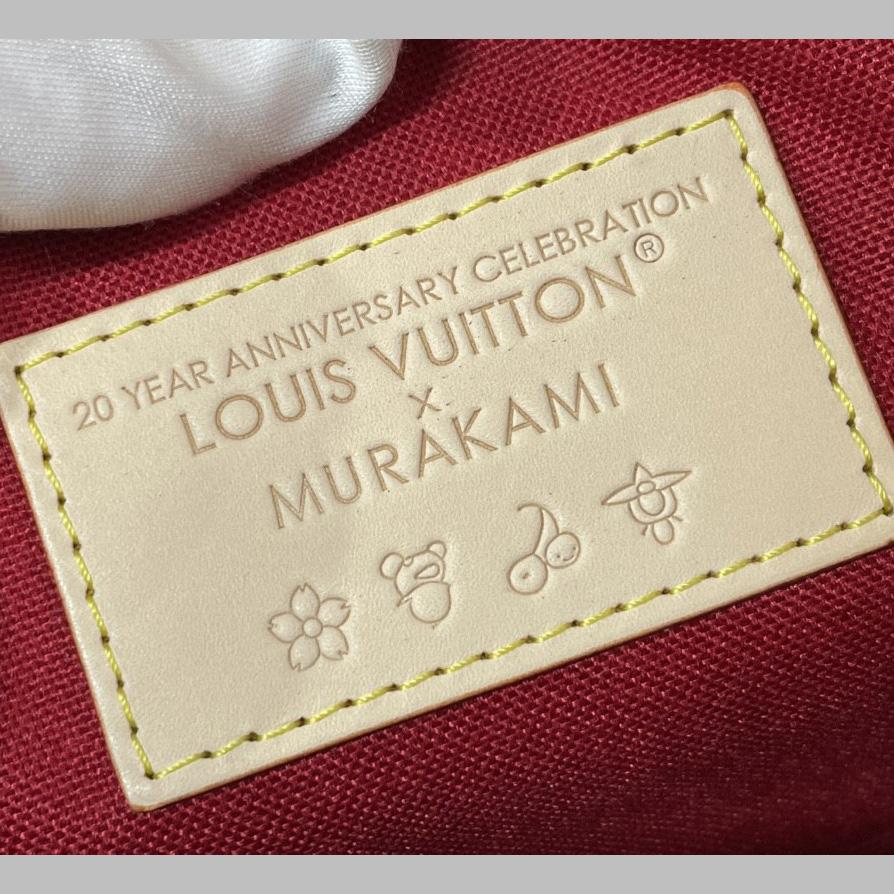 20 YEAR ANNIVERSARY CELEBRATION
LOUIS VUITTON®
x
MURAKAMI